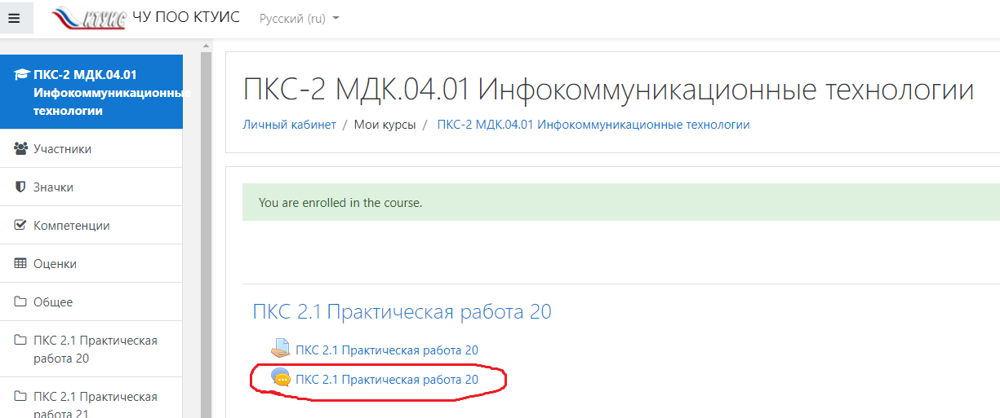 КТУИС ЧУ ПОО КТУИС Русский (ru)
ПКС-2 МДК.04.01
Инфокоммуникационные
технологии
Участники
Значки
Компетенции
Оценки
Общее
ПКС 2.1 Практическая
работа 20
ПКС 2.1 Практическая
работа 21
ПКС-2 МДК.04.01 Инфокоммуникационные технологии
Личный кабинет / Мои курсы / ПКС-2 МДК.04.01 Инфокоммуникационные технологии
You are enrolled in the course.
ПКС 2.1 Практическая работа 20
ПКС 2.1 Практическая работа 20
ПКС 2.1 Практическая работа 20